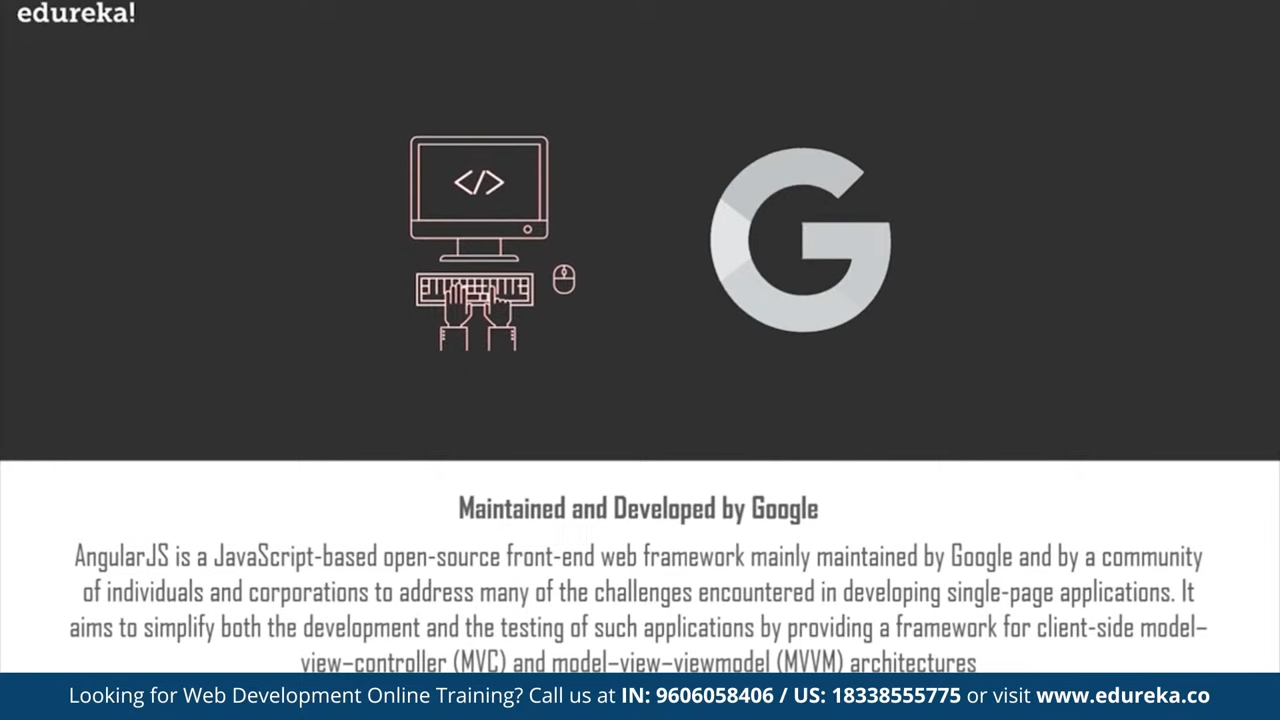 edureka!
</>
G
Maintained and Developed by Google
AngularJS is a JavaScript-based open-source front-end web framework mainly maintained by Google and by a community
of individuals and corporations to address many of the challenges encountered in developing single-page applications. It
aims to simplify both the development and the testing of such applications by providing a framework for client-side model–
view–controller (MVC) and model–view–viewmodel (MVVM) architectures
Looking for Web Development Online Training? Call us at IN: 9606058406 / US: 18338555775 or visit www.edureka.co